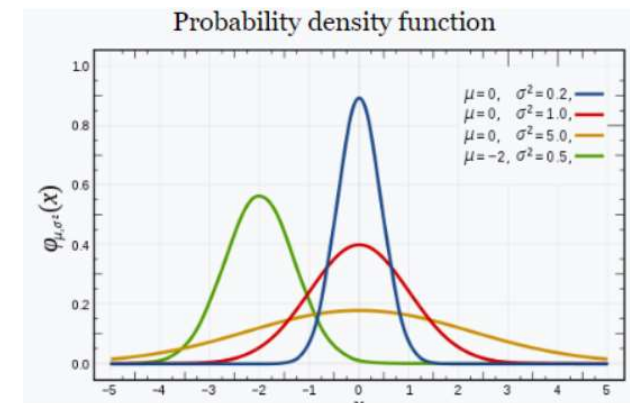 Probability density function
1.0
0.8
0.6
0.4
0.2
0.0
φμ,σ²(x)
μ=0, σ²=0.2,
μ=0, σ²=1.0,
μ=0, σ²=5.0,
μ=−2, σ²=0.5,
−5 −4 −3 −2 −1 0 1 2 3 4 5